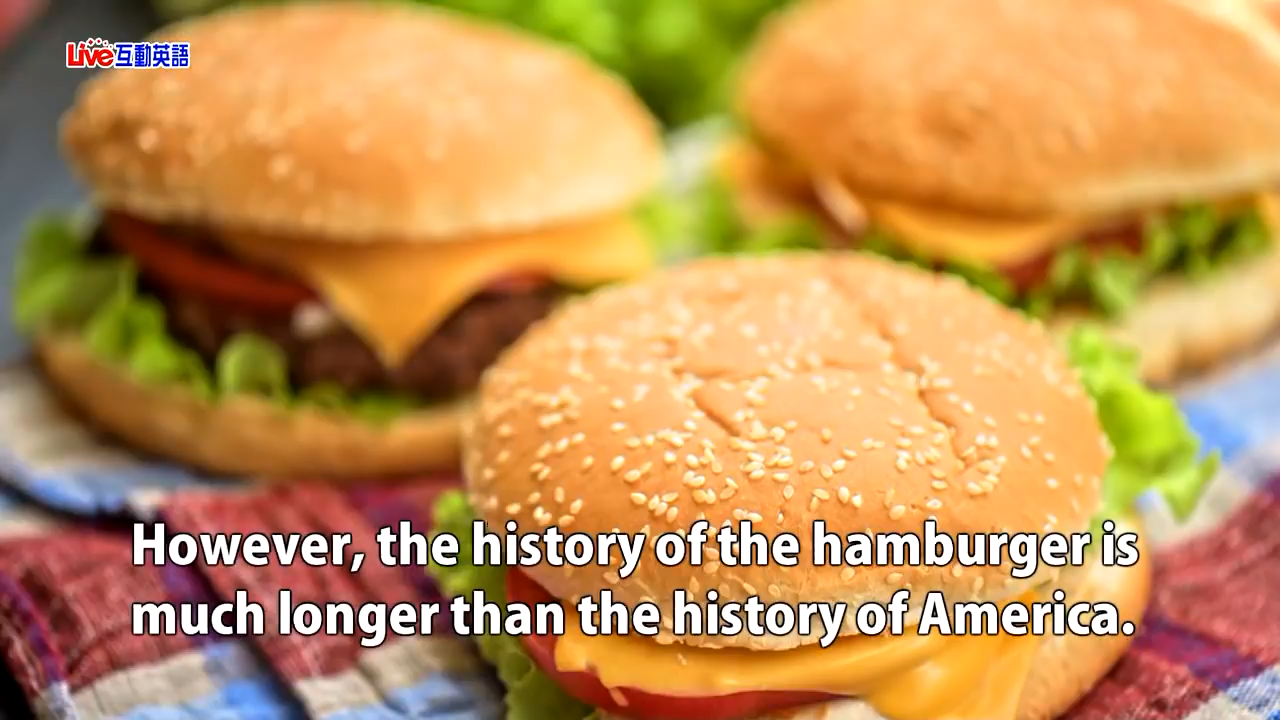 Live互動英語
However, the history of the hamburger is
much longer than the history of America.